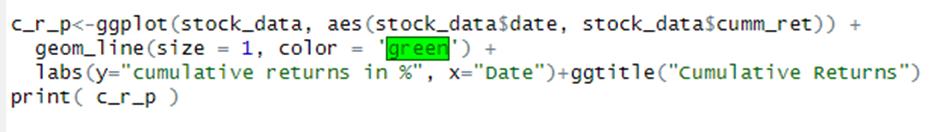 c_r_p<-ggplot(stock_data, aes(stock_data$date, stock_data$cumm_ret)) +
geom_line(size = 1, color = 'green') +
labs(y="cumulative returns in %", x="Date")+ggtitle("Cumulative Returns")
print( c_r_p )